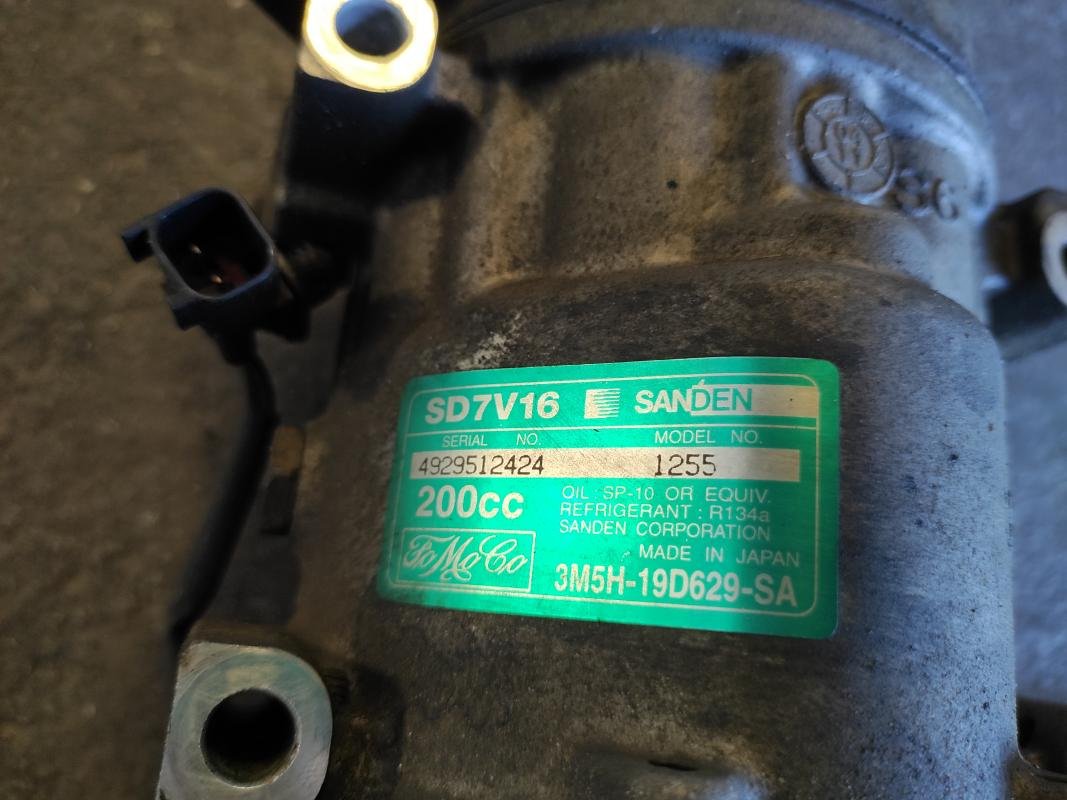 SD7V16 SANDEN
SERIAL NO. MODEL NO.
4929512424 1255
200cc
OIL : SP-10 OR EQUIV.
REFRIGERANT : R134a
SANDEN CORPORATION
MADE IN JAPAN
FoMoCo
3M5H-19D629-SA